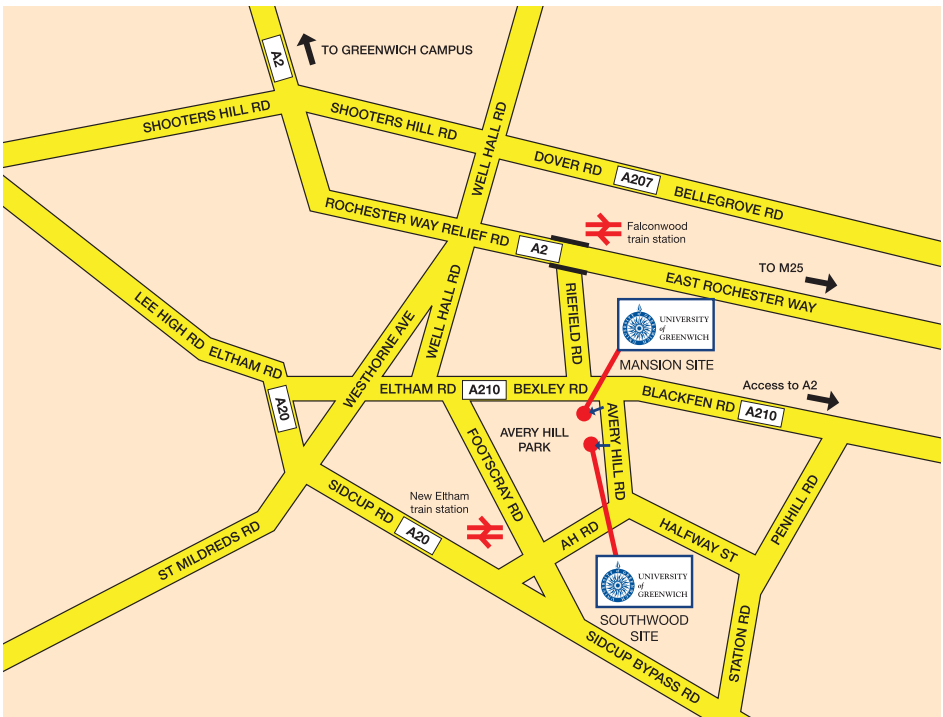 A2
TO GREENWICH CAMPUS
SHOOTERS HILL RD
SHOOTERS HILL RD
WELL HALL RD
DOVER RD
A207
BELLEGROVE RD
ROCHESTER WAY RELIEF RD
A2
Falconwood
train station
TO M25
EAST ROCHESTER WAY
LEE HIGH RD
ELTHAM RD
WESTHORNE AVE
WELL HALL RD
RIEFIELD RD
UNIVERSITY
of
GREENWICH
MANSION SITE
A20
ELTHAM RD
A210
BEXLEY RD
BLACKFEN RD
A210
Access to A2
AVERY HILL
PARK
AVERY HILL RD
FOOTSCRAY RD
SIDCUP RD
A20
New Eltham
train station
ST MILDREDS RD
AH RD
HALFWAY ST
PENHILL RD
UNIVERSITY
of
GREENWICH
SOUTHWOOD
SITE
SIDCUP BYPASS RD
STATION RD